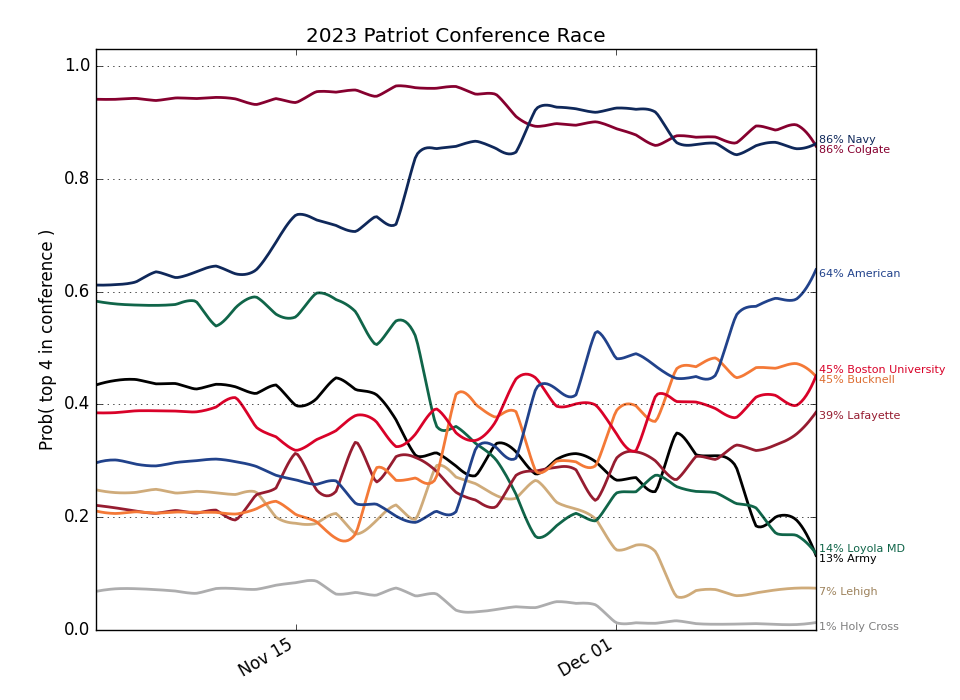 2023 Patriot Conference Race
Prob( top 4 in conference )
1.0
0.8
0.6
0.4
0.2
0.0
Nov 15
Dec 01
86% Navy
86% Colgate
64% American
45% Boston University
45% Bucknell
39% Lafayette
14% Loyola MD
13% Army
7% Lehigh
1% Holy Cross